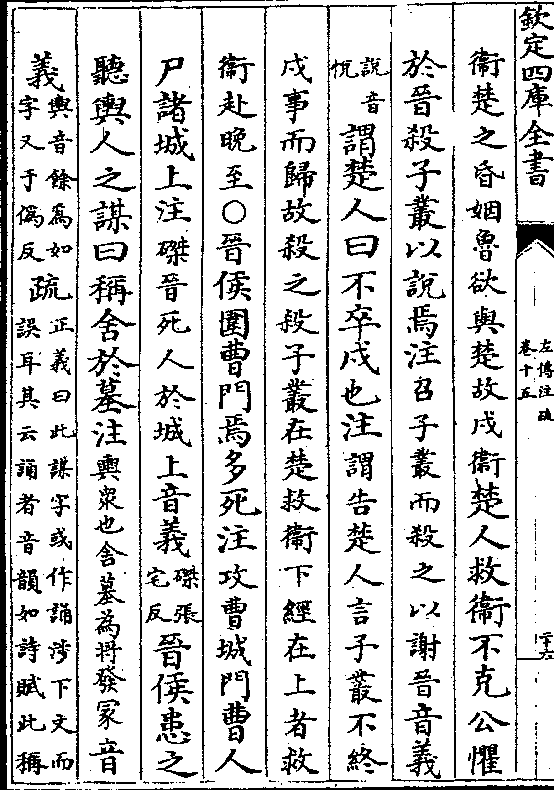 欽定四庫全書
左傳注疏
卷十五
衛楚之昏姻魯欲與楚故戍衛楚人救衛不克公懼
於晉殺子叢以說焉注召子叢而殺之以謝晉音義
說音悅謂楚人曰不卒戍也注謂告楚人言子叢不終
戍事而歸故殺之殺子叢在楚救衛下經在上者救
衛赴晚至○晉侯圍曹門焉多死注攻曹城門曹人
尸諸城上注磔晉死人於城上音義磔張宅反晉侯患之
聽輿人之謀曰稱舍於墓注輿衆也舍墓為將發冢音
義輿音餘為如字又于偽反疏正義曰此謀字或作誦涉下文而誤耳其云誦者音韻如詩賦此稱